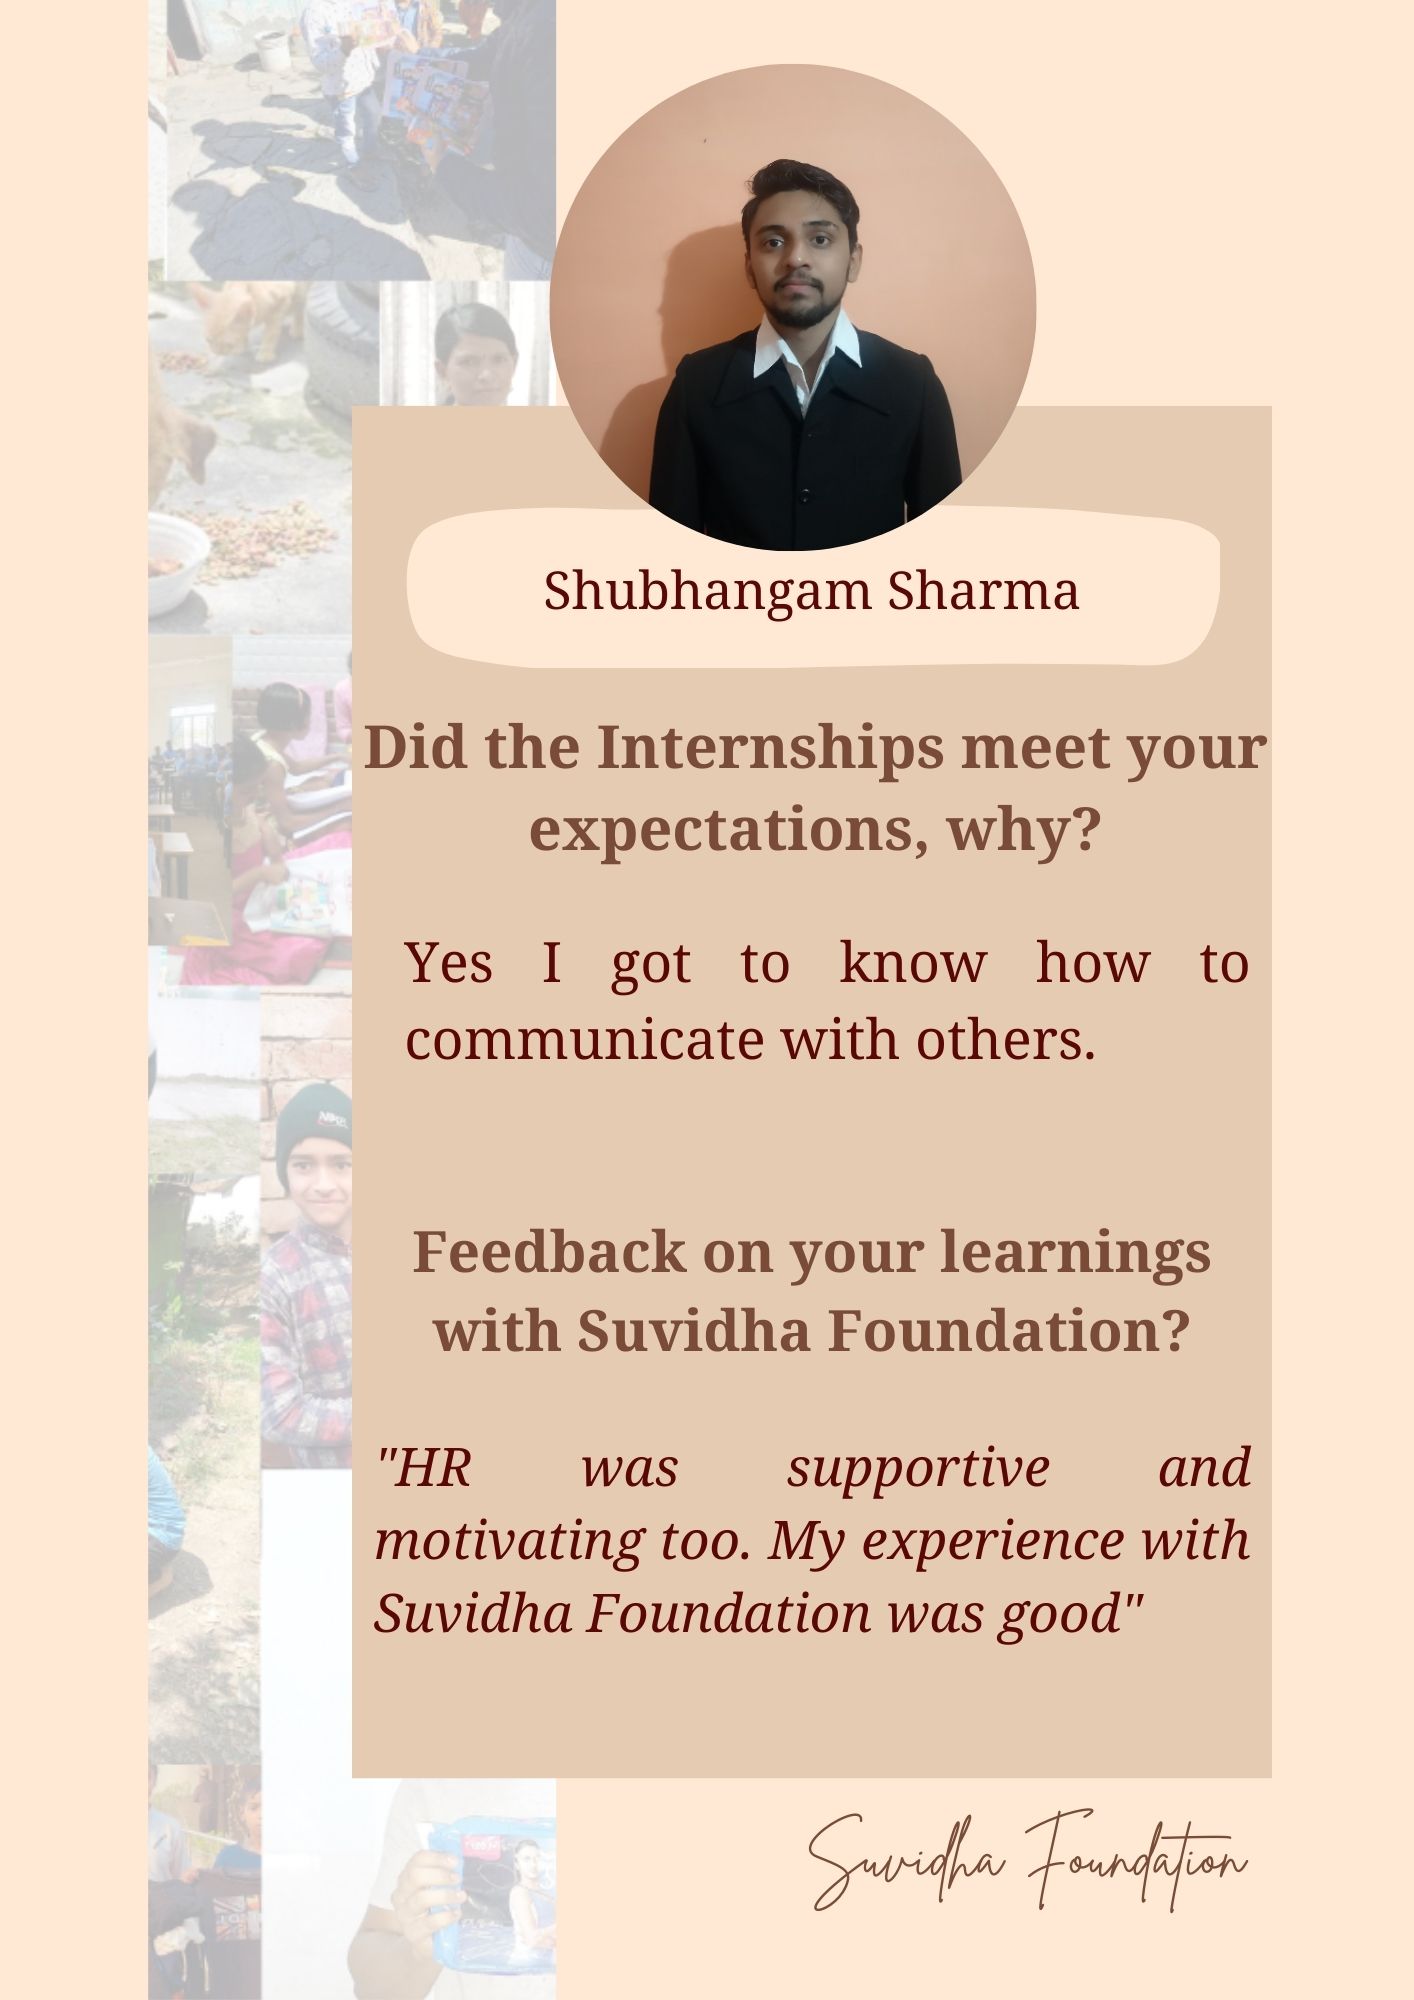 Shubhangam Sharma
Did the Internships meet your
expectations, why?
Yes I got to know how to
communicate with others.
Feedback on your learnings
with Suvidha Foundation?
"HR was supportive and
motivating too. My experience with
Suvidha Foundation was good"
Suvidha Foundation